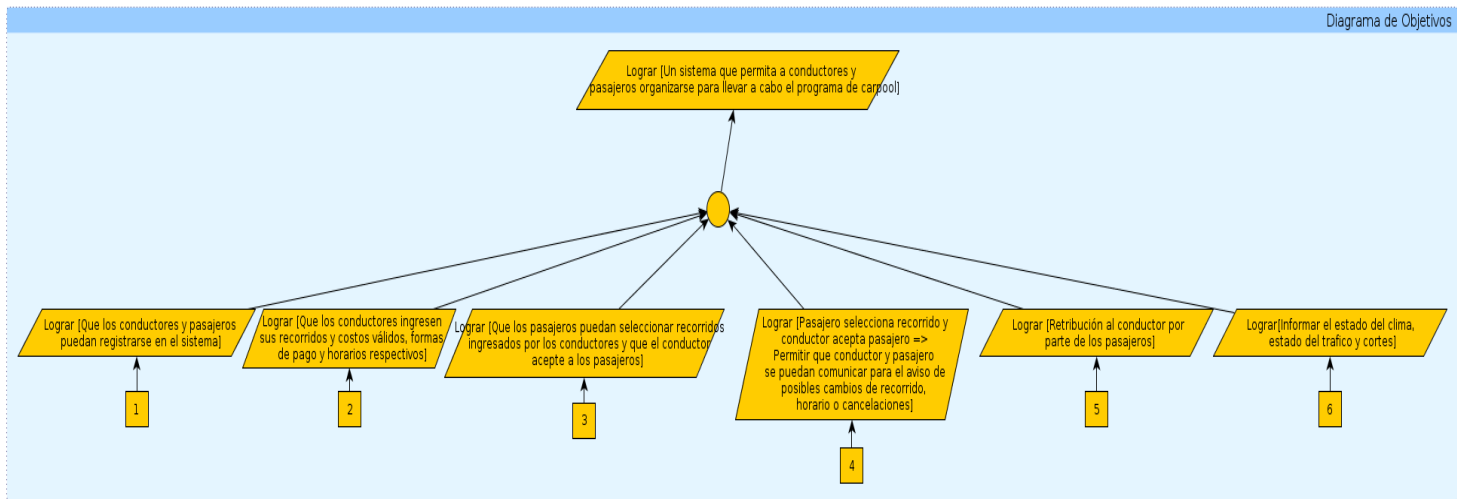 Diagrama de Objetivos
Lograr [Un sistema que permita a conductores y
pasajeros organizarse para llevar a cabo el programa de carpool]
Lograr [Que los conductores y pasajeros
puedan registrarse en el sistema]
Lograr [Que los conductores ingresen
sus recorridos y costos válidos, formas
de pago y horarios respectivos]
Lograr [Que los pasajeros puedan seleccionar recorridos
ingresados por los conductores y que el conductor
acepte a los pasajeros]
Lograr [Pasajero selecciona recorrido y
conductor acepta pasajero =>
Permitir que conductor y pasajero
se puedan comunicar para el aviso de
posibles cambios de recorrido,
horario o cancelaciones]
Lograr [Retribución al conductor por
parte de los pasajeros]
Lograr[Informar el estado del clima,
estado del trafico y cortes]
1
2
3
4
5
6